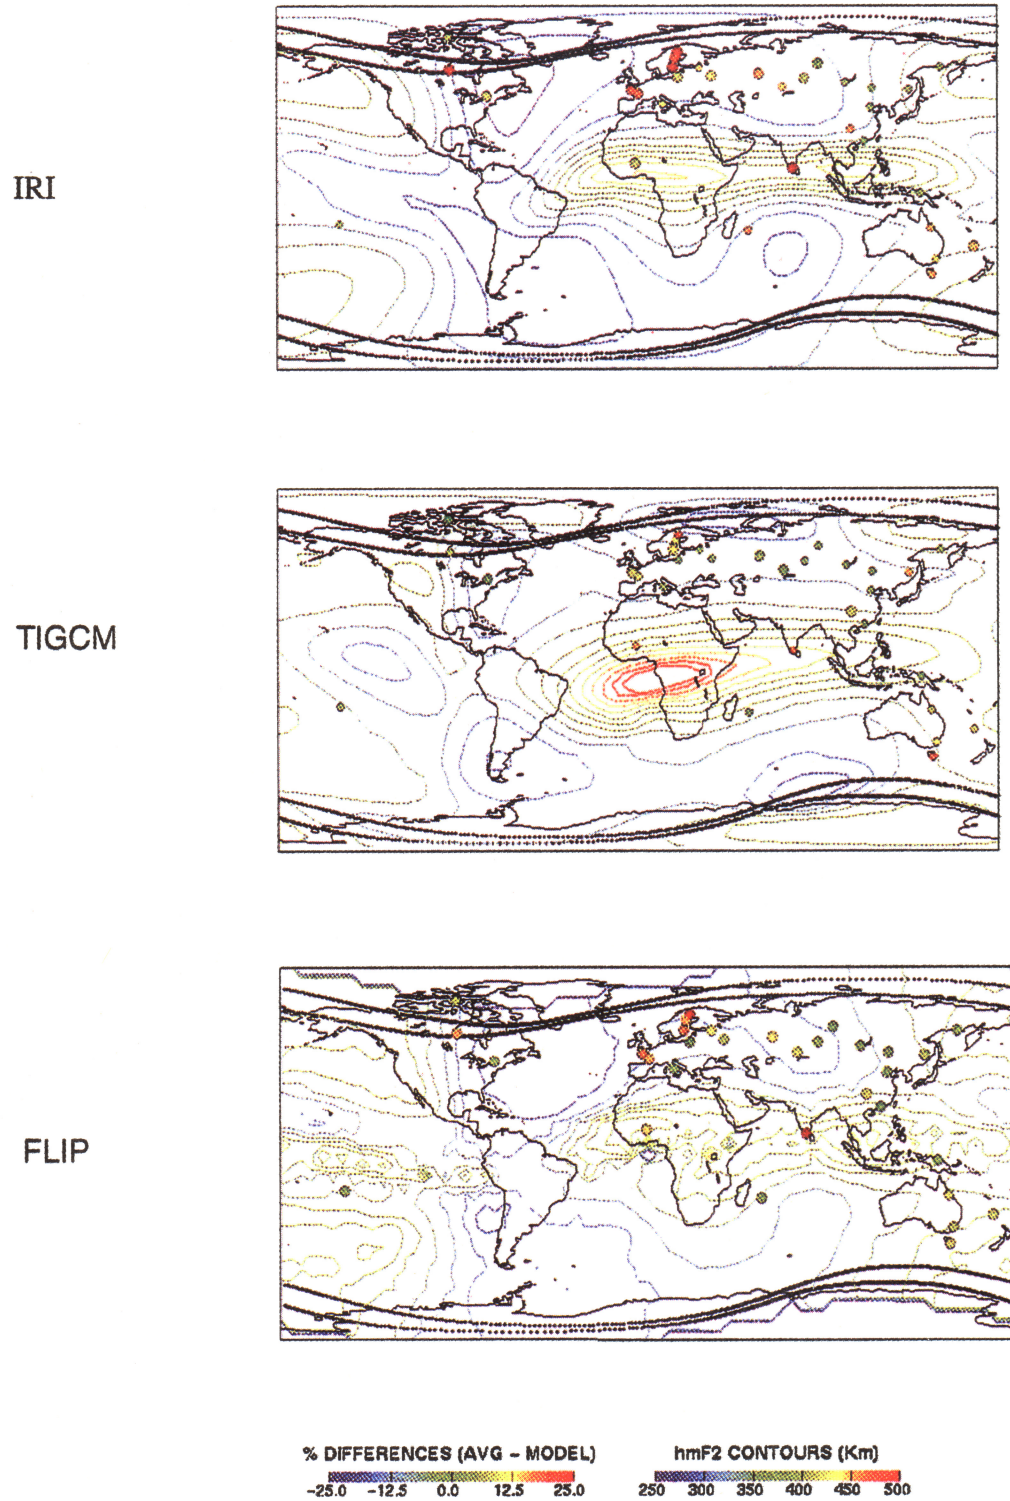 IRI
TIGCM
FLIP
% DIFFERENCES (AVG – MODEL)
-25.0 -12.5 0.0 12.5 25.0
hmF2 CONTOURS (Km)
250 300 350 400 450 500